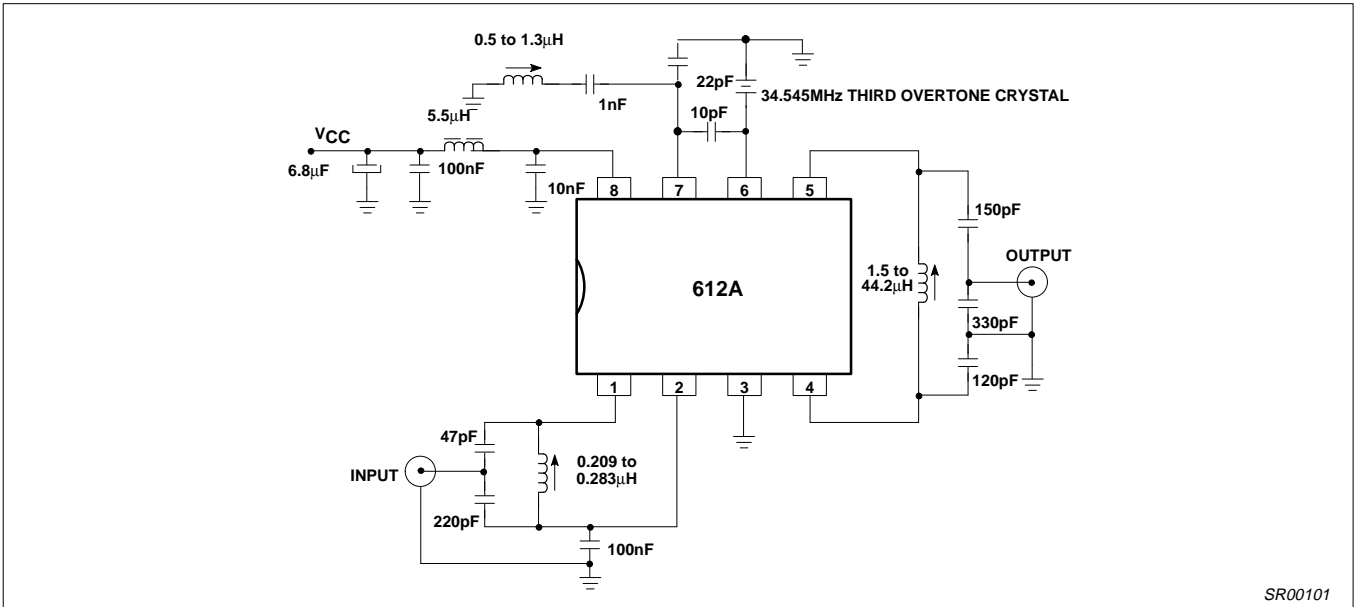 0.5 to 1.3μH
22pF
34.545MHz THIRD OVERTONE CRYSTAL
1nF
5.5μH
10pF
VCC
6.8μF
100nF
10nF
8
7
6
5
150pF
OUTPUT
1.5 to
44.2μH
612A
330pF
120pF
1
2
3
4
47pF
INPUT
0.209 to
0.283μH
220pF
100nF
SR00101